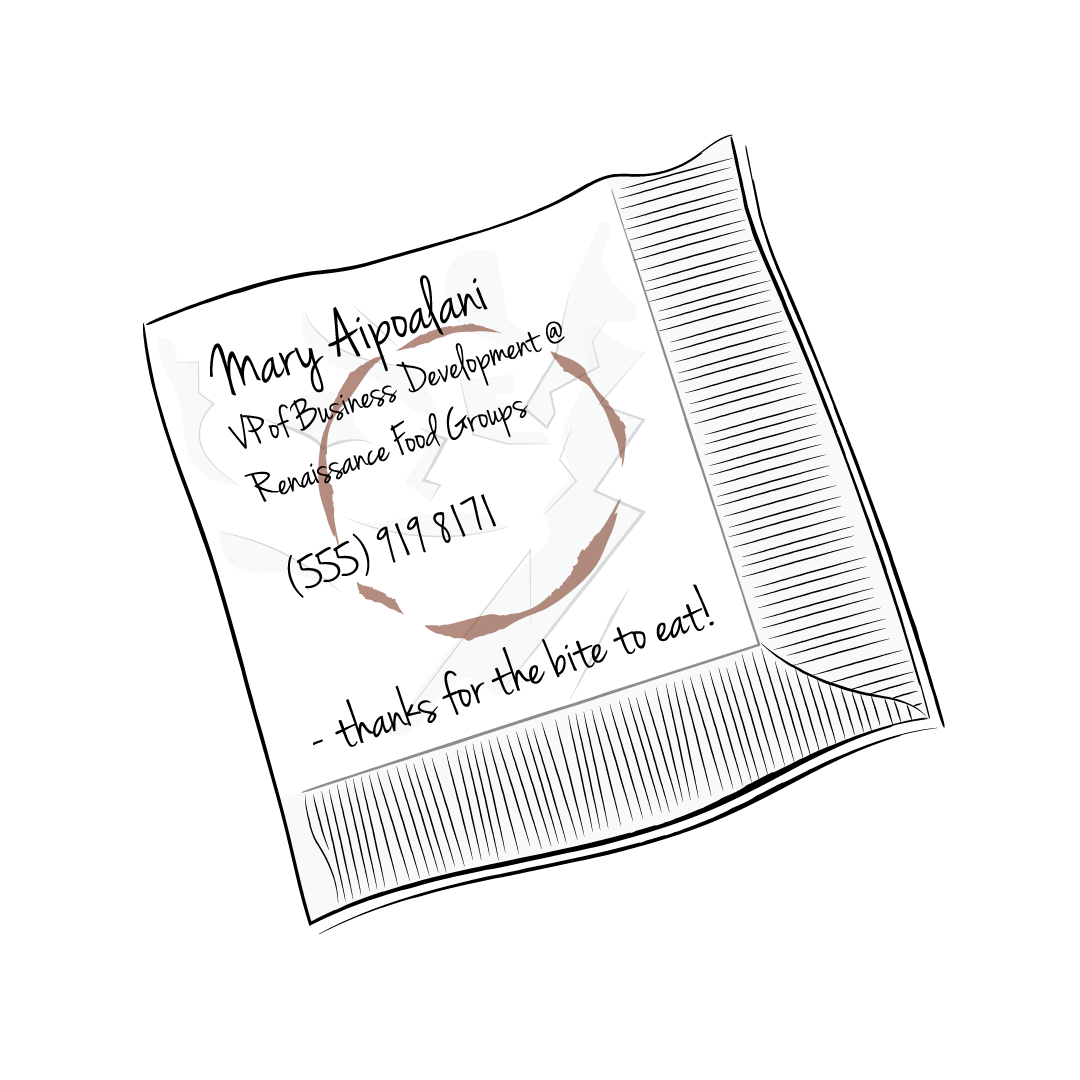 Mary Aipoalani
VP of Business Development @
Renaissance Food Groups
(555) 919 8171
- thanks for the bite to eat!